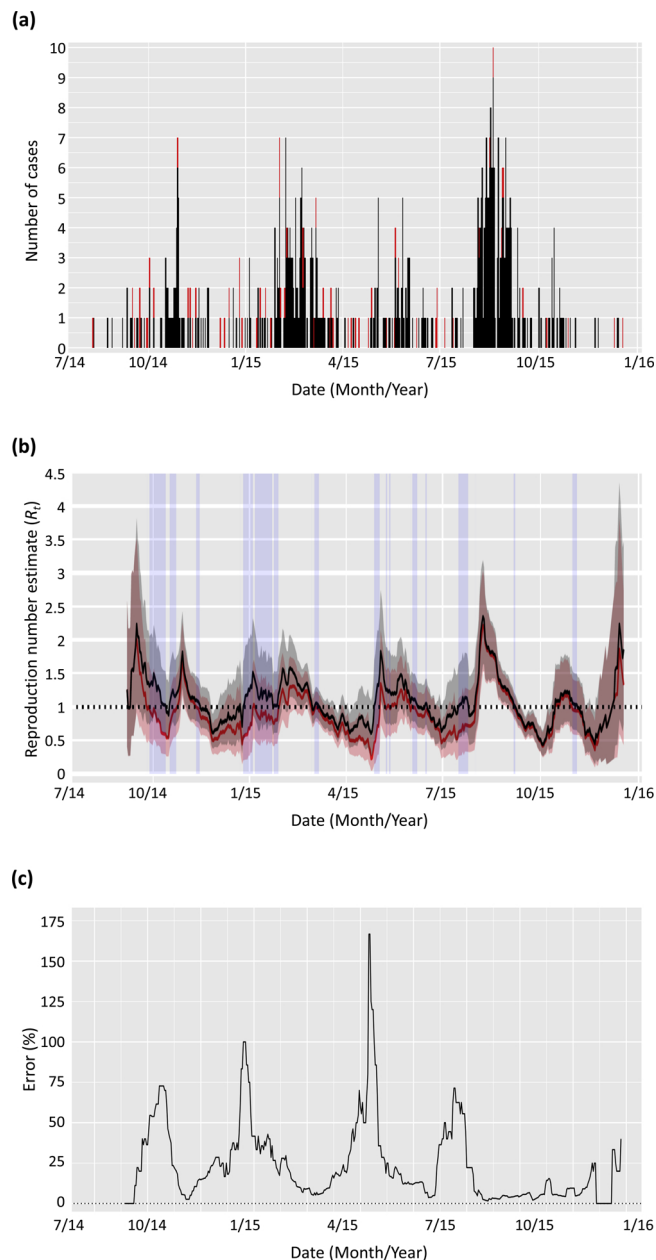 (a)
10
9
8
7
6
5
4
3
2
1
0
Number of cases
7/14 10/14 1/15 4/15 7/15 10/15 1/16
Date (Month/Year)
(b)
4.5
4
3.5
3
2.5
2
1.5
1
0.5
0
Reproduction number estimate (Rt)
7/14 10/14 1/15 4/15 7/15 10/15 1/16
Date (Month/Year)
(c)
175
150
125
100
75
50
25
0
Error (%)
7/14 10/14 1/15 4/15 7/15 10/15 1/16
Date (Month/Year)